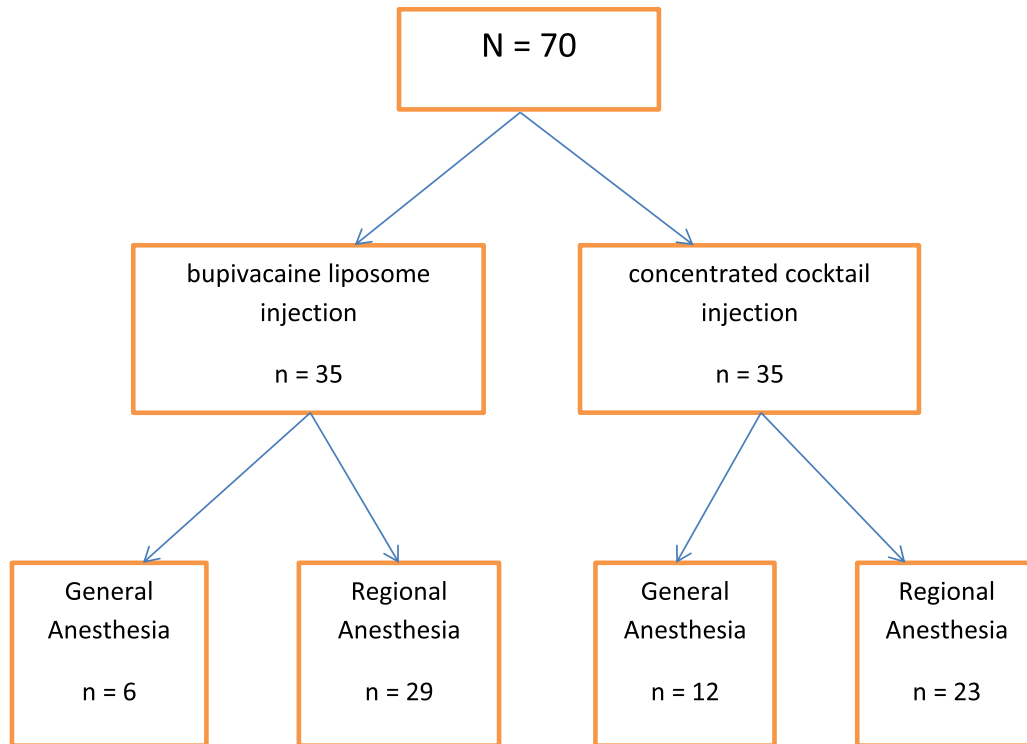 N = 70
bupivacaine liposome
injection
n = 35
concentrated cocktail
injection
n = 35
General
Anesthesia
n = 6
Regional
Anesthesia
n = 29
General
Anesthesia
n = 12
Regional
Anesthesia
n = 23